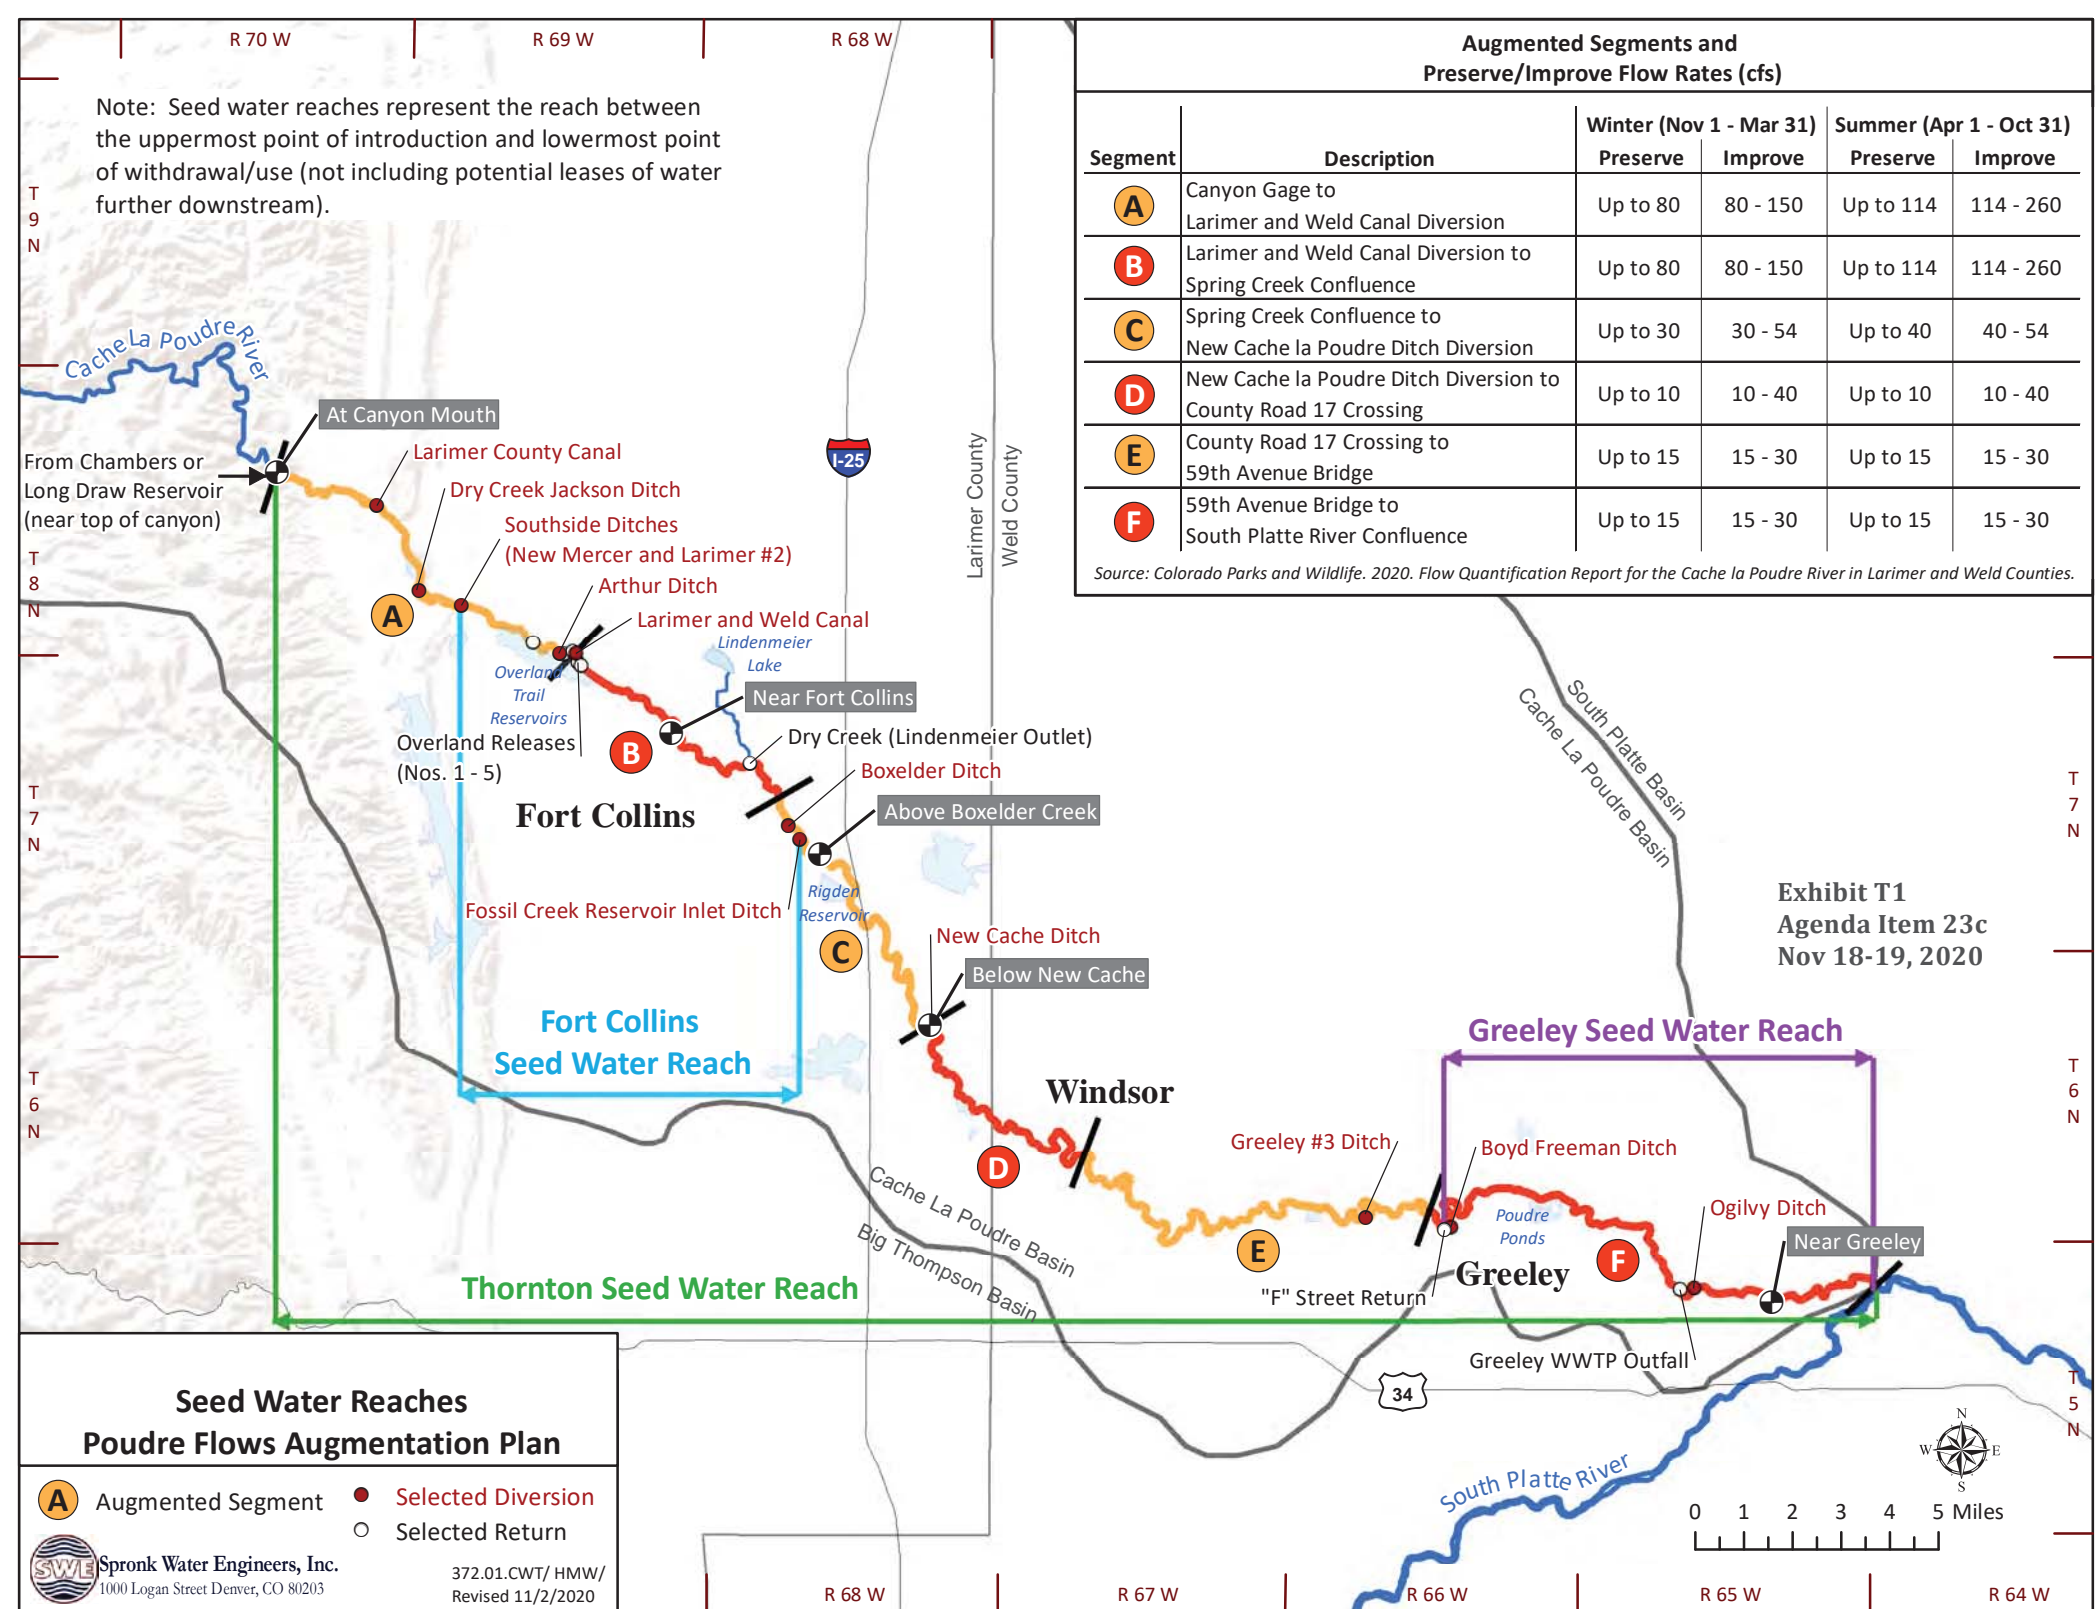 R 70 W
R 69 W
R 68 W
Note: Seed water reaches represent the reach between
the uppermost point of introduction and lowermost point
of withdrawal/use (not including potential leases of water
further downstream).
Augmented Segments and
Preserve/Improve Flow Rates (cfs)
Winter (Nov 1 - Mar 31) Summer (Apr 1 - Oct 31)
Segment Description Preserve Improve Preserve Improve
A Canyon Gage to
Larimer and Weld Canal Diversion Up to 80 80 - 150 Up to 114 114 - 260
B Larimer and Weld Canal Diversion to
Spring Creek Confluence Up to 80 80 - 150 Up to 114 114 - 260
C Spring Creek Confluence to
New Cache la Poudre Ditch Diversion Up to 30 30 - 54 Up to 40 40 - 54
D New Cache la Poudre Ditch Diversion to
County Road 17 Crossing Up to 10 10 - 40 Up to 10 10 - 40
E County Road 17 Crossing to
59th Avenue Bridge Up to 15 15 - 30 Up to 15 15 - 30
F 59th Avenue Bridge to
South Platte River Confluence Up to 15 15 - 30 Up to 15 15 - 30
Source: Colorado Parks and Wildlife. 2020. Flow Quantification Report for the Cache la Poudre River in Larimer and Weld Counties.
T
9
N
Cache La Poudre River
At Canyon Mouth
From Chambers or
Long Draw Reservoir
(near top of canyon)
Larimer County Canal
Dry Creek Jackson Ditch
Southside Ditches
(New Mercer and Larimer #2)
Arthur Ditch
Larimer and Weld Canal
I-25
Larimer County
Weld County
T
8
N
A
Lindenmeier
Lake
Overland
Trail
Reservoirs
Near Fort Collins
Overland Releases
(Nos. 1 - 5)
B
Dry Creek (Lindenmeier Outlet)
Boxelder Ditch
Fort Collins
Above Boxelder Creek
South Platte Basin
Cache La Poudre Basin
T
7
N
T
7
N
Rigden
Reservoir
Fossil Creek Reservoir Inlet Ditch
C
New Cache Ditch
Below New Cache
Exhibit T1
Agenda Item 23c
Nov 18-19, 2020
Fort Collins
Seed Water Reach
Greeley Seed Water Reach
T
6
N
T
6
N
Windsor
D
Greeley #3 Ditch
Boyd Freeman Ditch
Cache La Poudre Basin
Big Thompson Basin
E
Poudre
Ponds
Ogilvy Ditch
F
Near Greeley
Greeley
"F" Street Return
Thornton Seed Water Reach
Greeley WWTP Outfall
34
T
5
N
South Platte River
N
W E
S
0 1 2 3 4 5 Miles
Seed Water Reaches
Poudre Flows Augmentation Plan
A Augmented Segment
Selected Diversion
Selected Return
SWE
Spronk Water Engineers, Inc.
1000 Logan Street Denver, CO 80203
372.01.CWT/ HMW/
Revised 11/2/2020
R 68 W
R 67 W
R 66 W
R 65 W
R 64 W